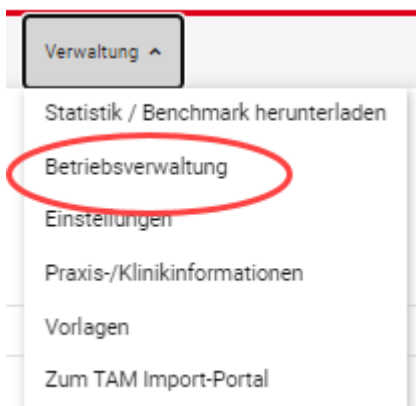 Verwaltung
Statistik / Benchmark herunterladen
Betriebsverwaltung
Einstellungen
Praxis-/Klinikinformationen
Vorlagen
Zum TAM Import-Portal